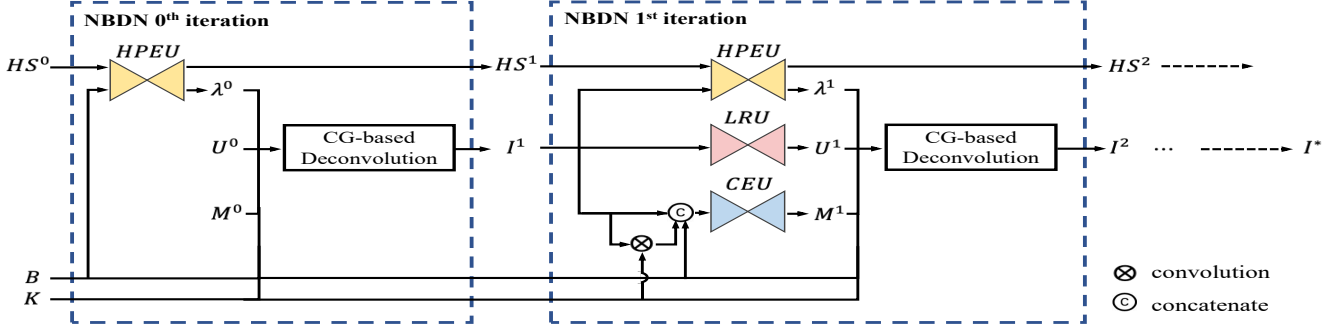 NBDN 0th iteration
NBDN 1st iteration
HPEU
HPEU
HS⁰
HS¹
HS²
λ⁰
λ¹
LRU
U⁰
CG-based
Deconvolution
I¹
U¹
CG-based
Deconvolution
I²
...
I*
CEU
M⁰
C
M¹
B
K
convolution
C
concatenate